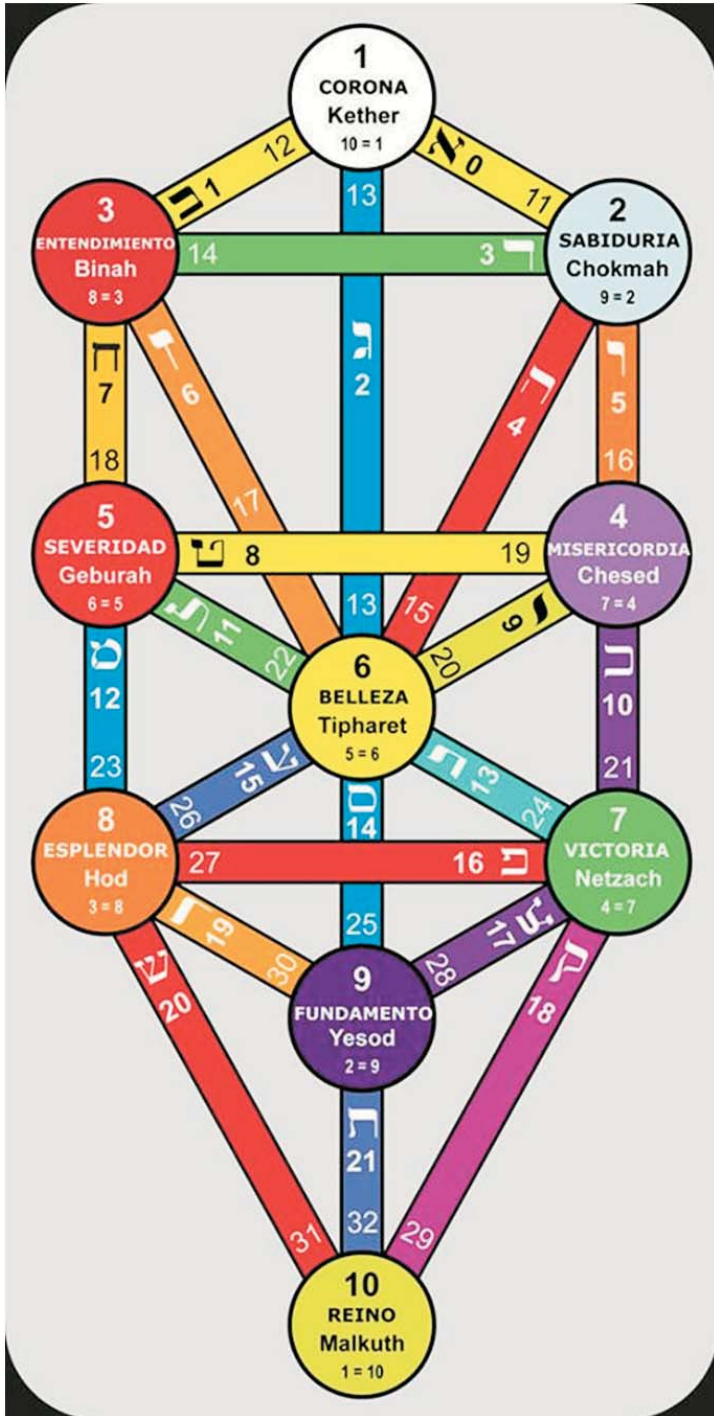 1
CORONA
Kether
10 = 1
12
א 0
ב 1
13
11
3
ENTENDIMIENTO
Binah
8 = 3
2
SABIDURIA
Chokmah
9 = 2
14
3 ד
ח
7
18
ז
6
17
ג
2
ה
4
15
ו
5
16
5
SEVERIDAD
Geburah
6 = 5
4
MISERICORDIA
Chesed
7 = 4
ט 8
19
13
11
22
9
20
6
BELLEZA
Tipharet
5 = 6
12
23
10
21
ע
15
26
13
24
ס
14
25
8
ESPLENDOR
Hod
3 = 8
7
VICTORIA
Netzach
4 = 7
27
16
ר
19
30
צ
17
28
9
FUNDAMENTO
Yesod
2 = 9
ש
20
31
ק
18
29
ת
21
32
10
REINO
Malkuth
1 = 10